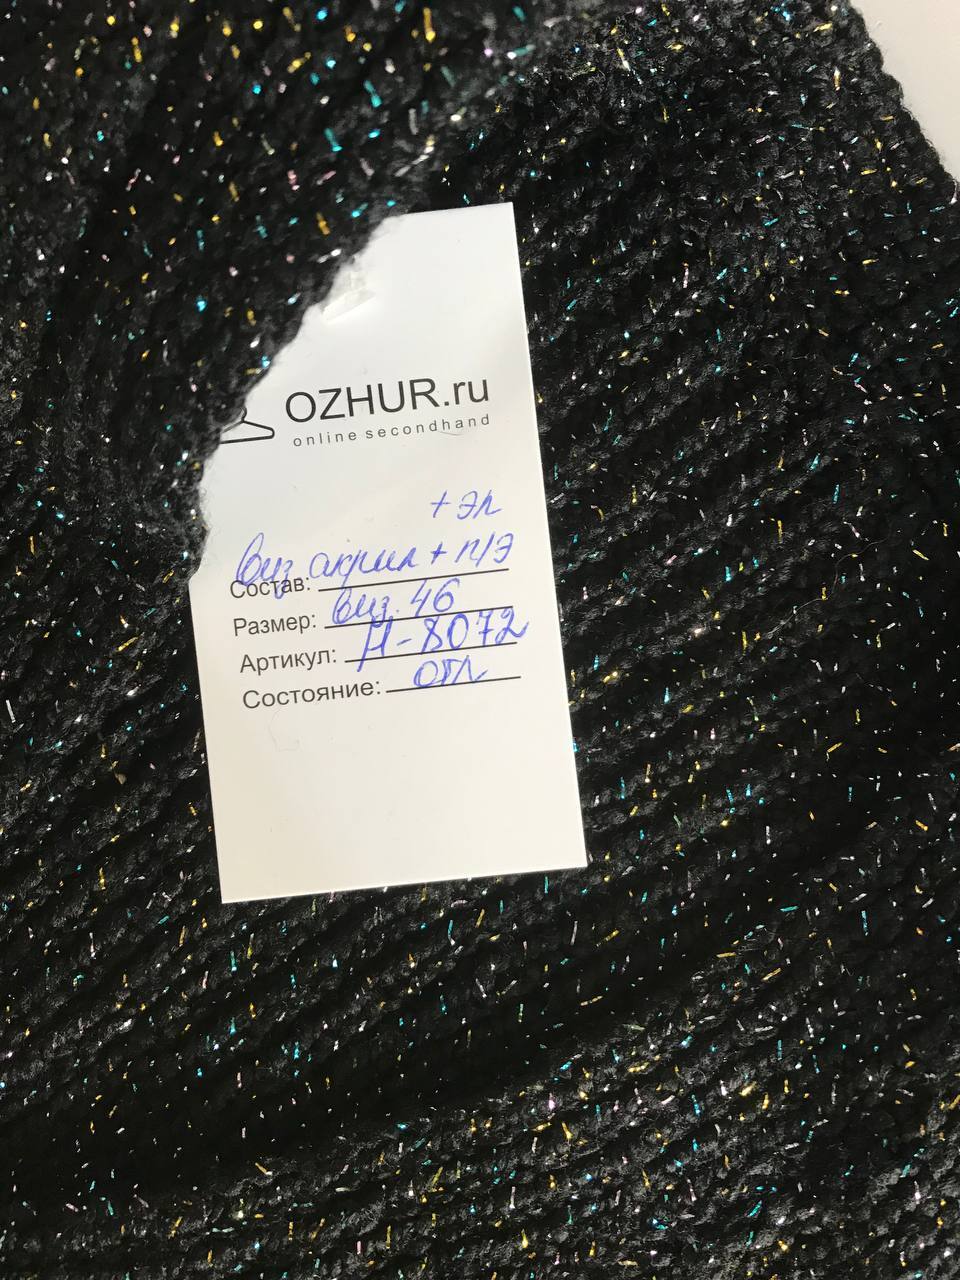 OZHUR.ru
online secondhand
+ эл
Состав: виз. акрил + п/э
Размер: виз. 46
Артикул: Н-8072
Состояние: отл